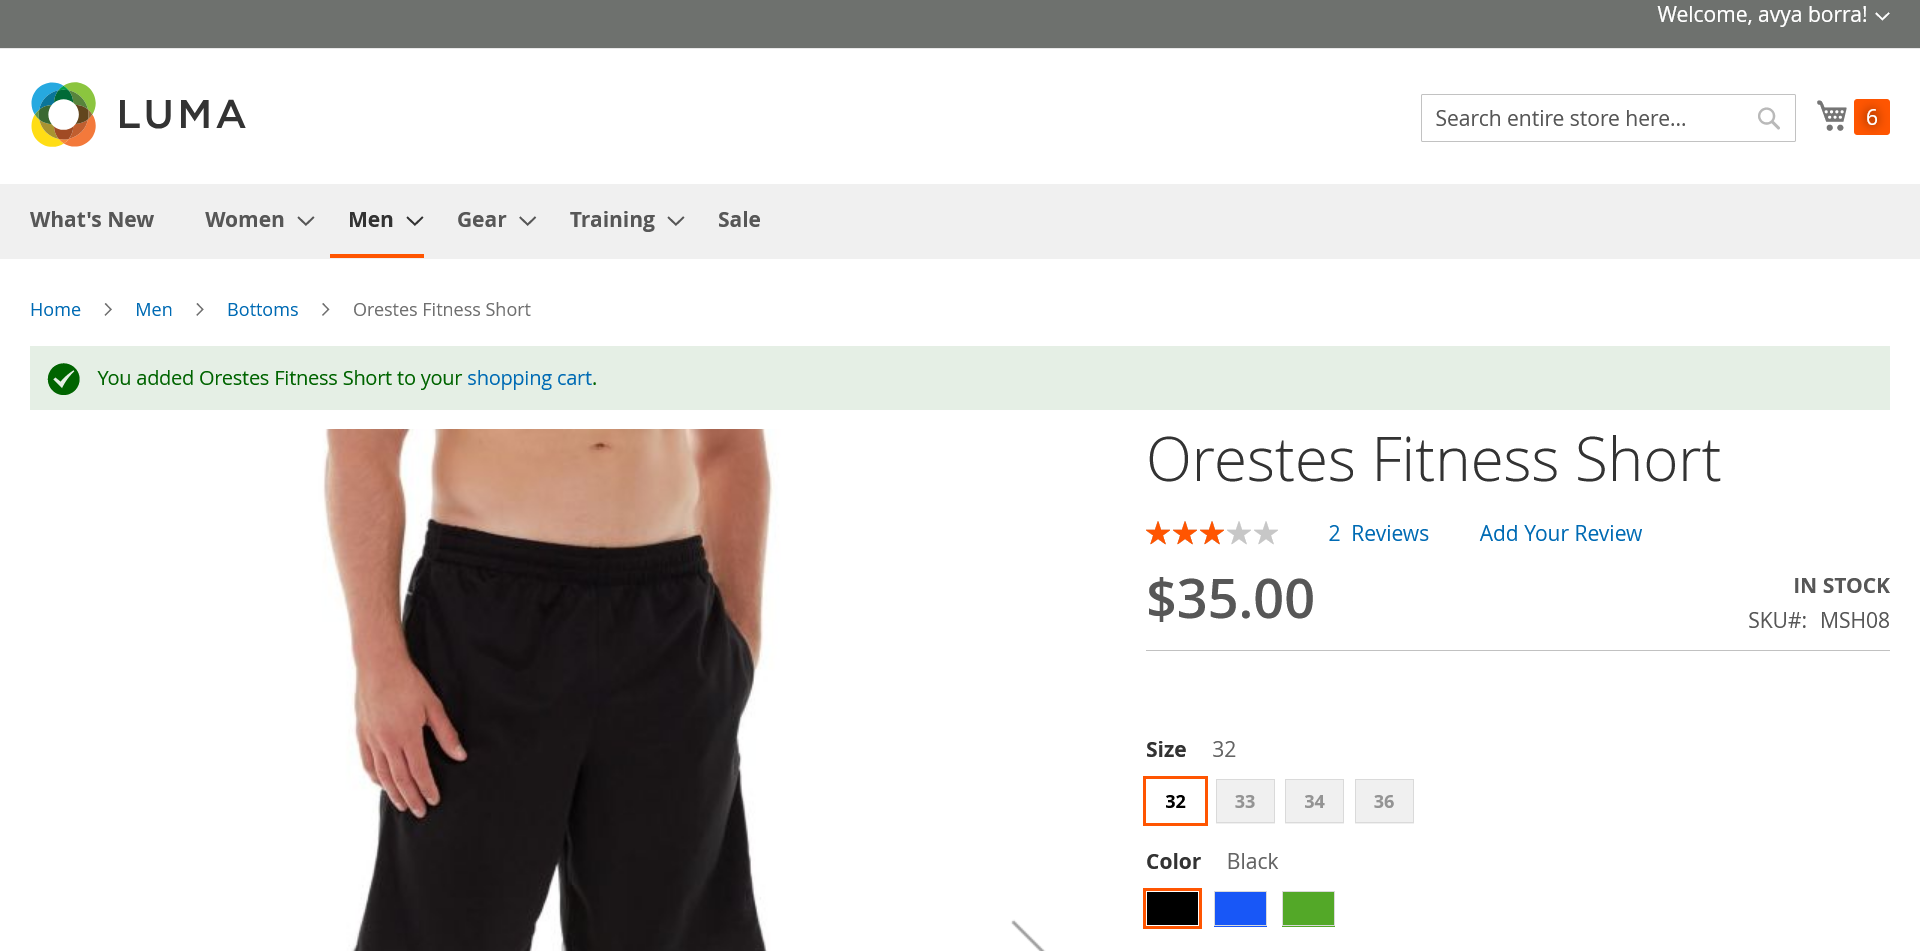 Welcome, avya borra!
LUMA
Search entire store here...
6
What's New Women Men Gear Training Sale
Home Men Bottoms Orestes Fitness Short
You added Orestes Fitness Short to your shopping cart.
Orestes Fitness Short
2 Reviews Add Your Review
$35.00
IN STOCK
SKU#: MSH08
Size 32
32 33 34 36
Color Black